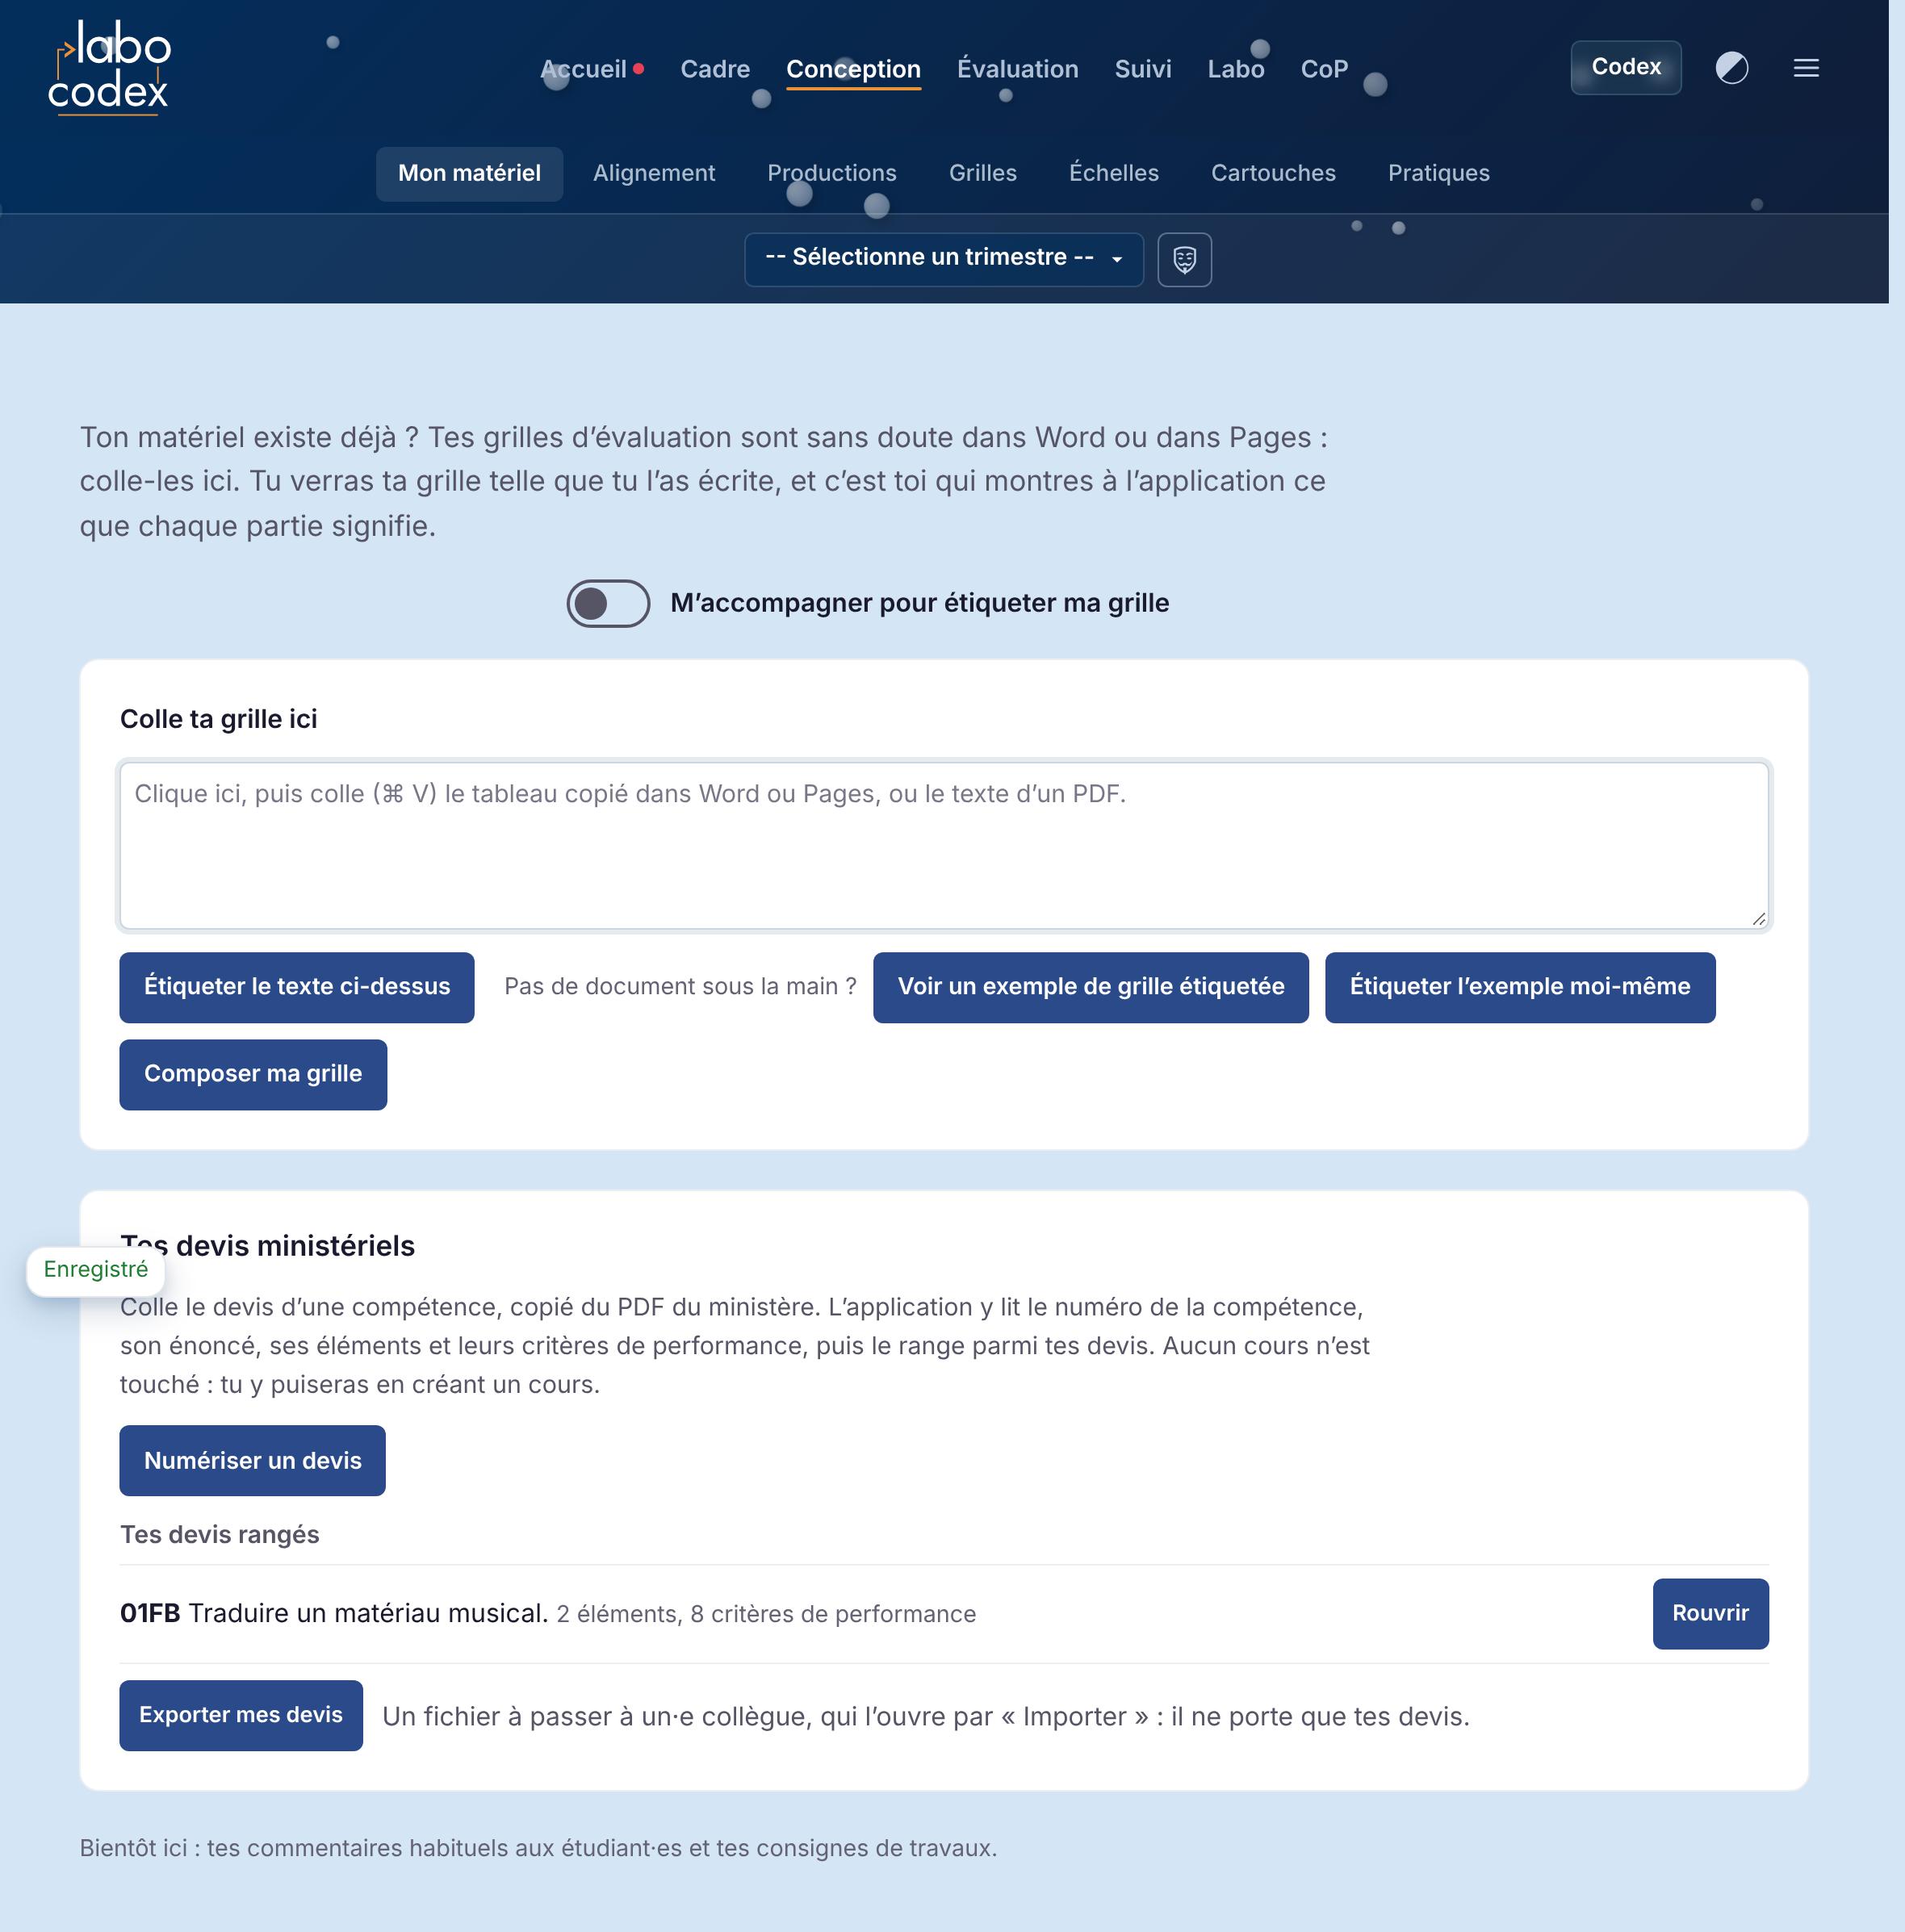 labo
codex
Accueil Cadre Conception Évaluation Suivi Labo CoP
Codex
Mon matériel Alignement Productions Grilles Échelles Cartouches Pratiques
-- Sélectionne un trimestre --
Ton matériel existe déjà ? Tes grilles d’évaluation sont sans doute dans Word ou dans Pages :
colle-les ici. Tu verras ta grille telle que tu l’as écrite, et c’est toi qui montres à l’application ce
que chaque partie signifie.
M’accompagner pour étiqueter ma grille
Colle ta grille ici
Clique ici, puis colle (⌘ V) le tableau copié dans Word ou Pages, ou le texte d’un PDF.
Étiqueter le texte ci-dessus Pas de document sous la main ? Voir un exemple de grille étiquetée Étiqueter l’exemple moi-même
Composer ma grille
Tes devis ministériels
Enregistré
Colle le devis d’une compétence, copié du PDF du ministère. L’application y lit le numéro de la compétence,
son énoncé, ses éléments et leurs critères de performance, puis le range parmi tes devis. Aucun cours n’est
touché : tu y puiseras en créant un cours.
Numériser un devis
Tes devis rangés
01FB Traduire un matériau musical. 2 éléments, 8 critères de performance Rouvrir
Exporter mes devis Un fichier à passer à un·e collègue, qui l’ouvre par « Importer » : il ne porte que tes devis.
Bientôt ici : tes commentaires habituels aux étudiant·es et tes consignes de travaux.